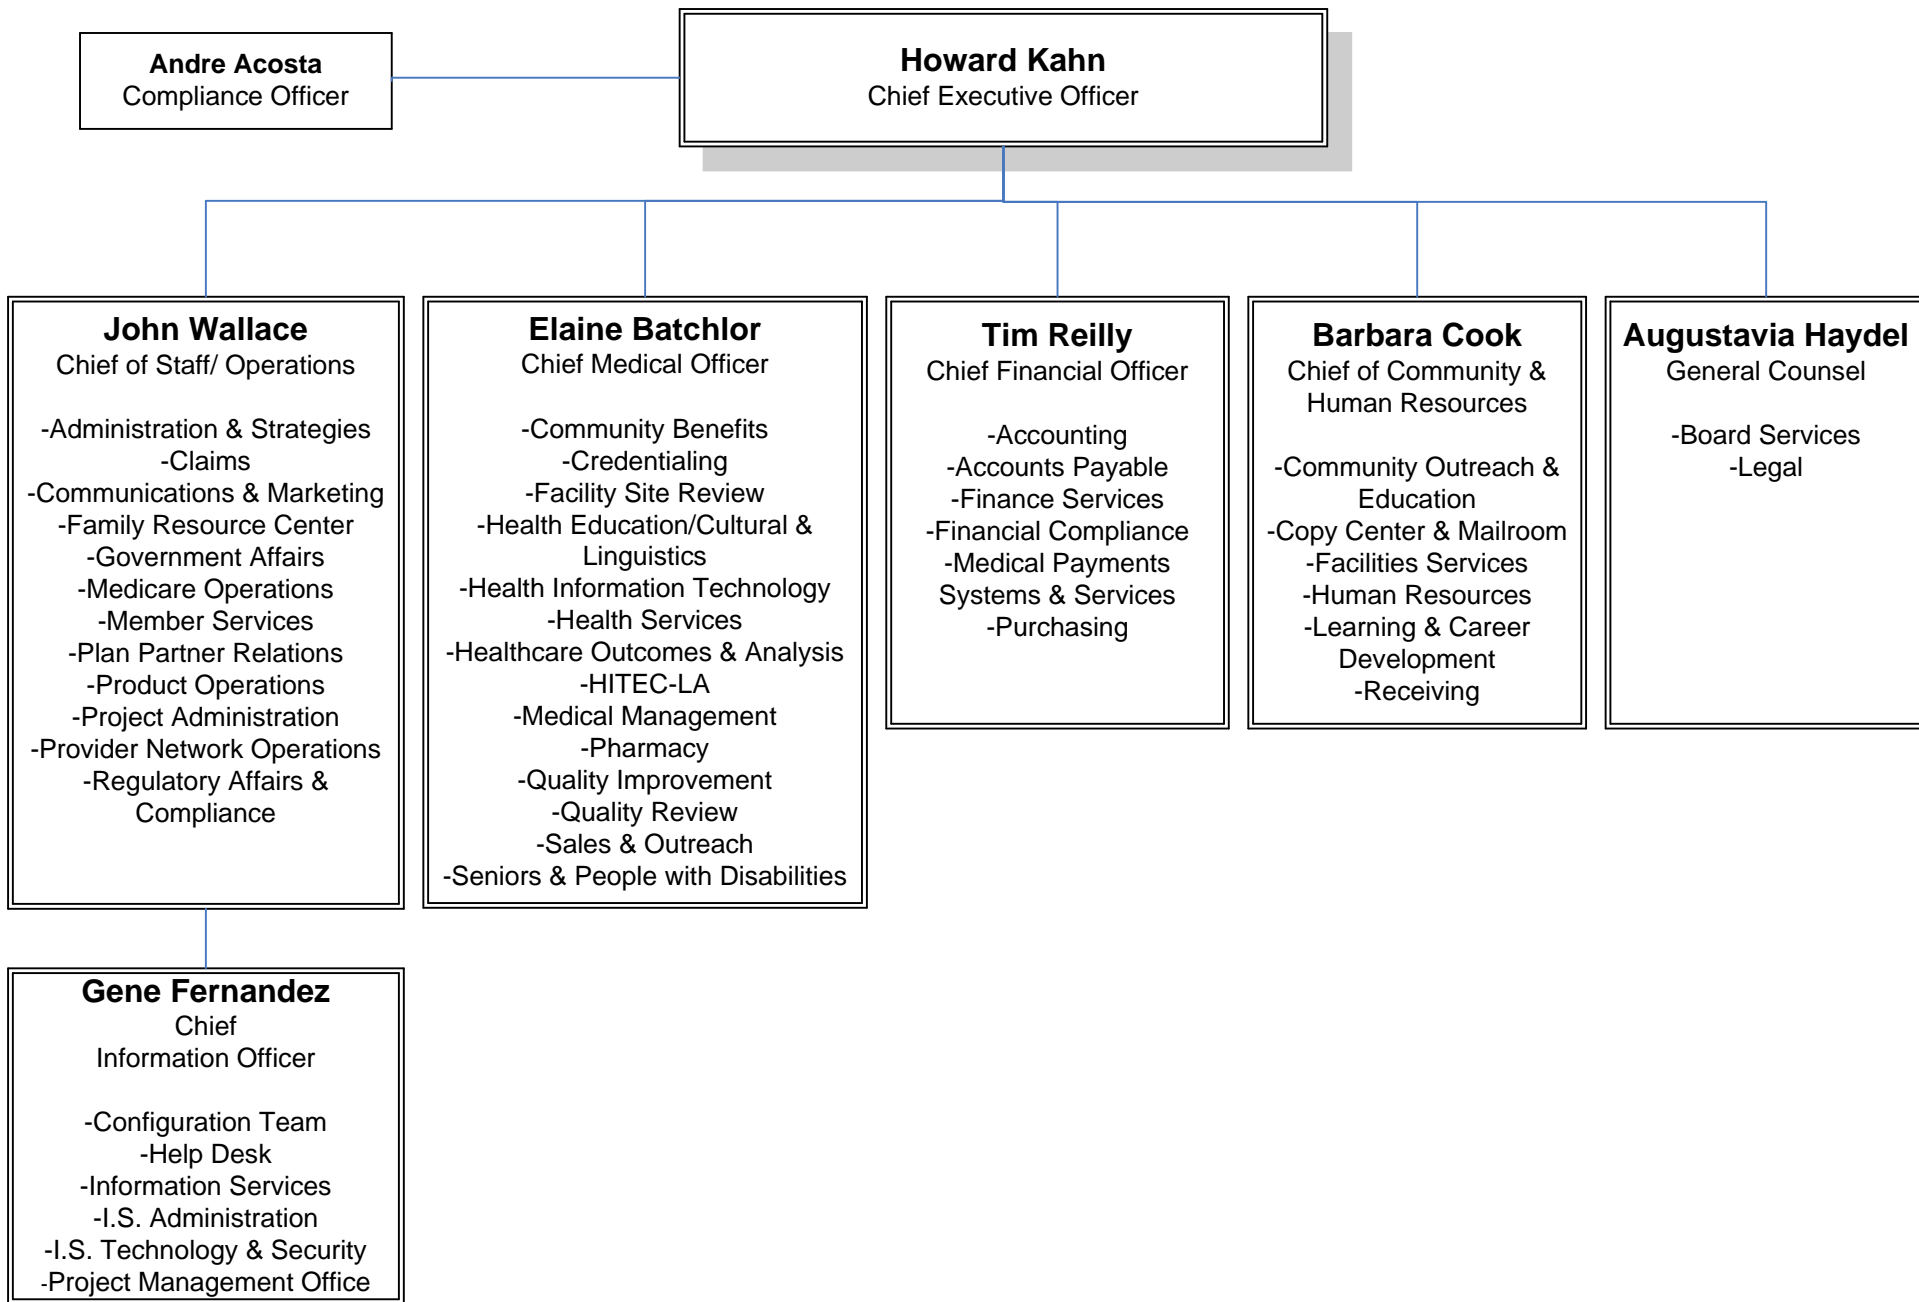 Andre Acosta
Compliance Officer
Howard Kahn
Chief Executive Officer
John Wallace
Chief of Staff/ Operations
-Administration & Strategies
-Claims
-Communications & Marketing
-Family Resource Center
-Government Affairs
-Medicare Operations
-Member Services
-Plan Partner Relations
-Product Operations
-Project Administration
-Provider Network Operations
-Regulatory Affairs &
Compliance
Elaine Batchlor
Chief Medical Officer
-Community Benefits
-Credentialing
-Facility Site Review
-Health Education/Cultural &
Linguistics
-Health Information Technology
-Health Services
-Healthcare Outcomes & Analysis
-HITEC-LA
-Medical Management
-Pharmacy
-Quality Improvement
-Quality Review
-Sales & Outreach
-Seniors & People with Disabilities
Tim Reilly
Chief Financial Officer
-Accounting
-Accounts Payable
-Finance Services
-Financial Compliance
-Medical Payments
Systems & Services
-Purchasing
Barbara Cook
Chief of Community &
Human Resources
-Community Outreach &
Education
-Copy Center & Mailroom
-Facilities Services
-Human Resources
-Learning & Career
Development
-Receiving
Augustavia Haydel
General Counsel
-Board Services
-Legal
Gene Fernandez
Chief
Information Officer
-Configuration Team
-Help Desk
-Information Services
-I.S. Administration
-I.S. Technology & Security
-Project Management Office